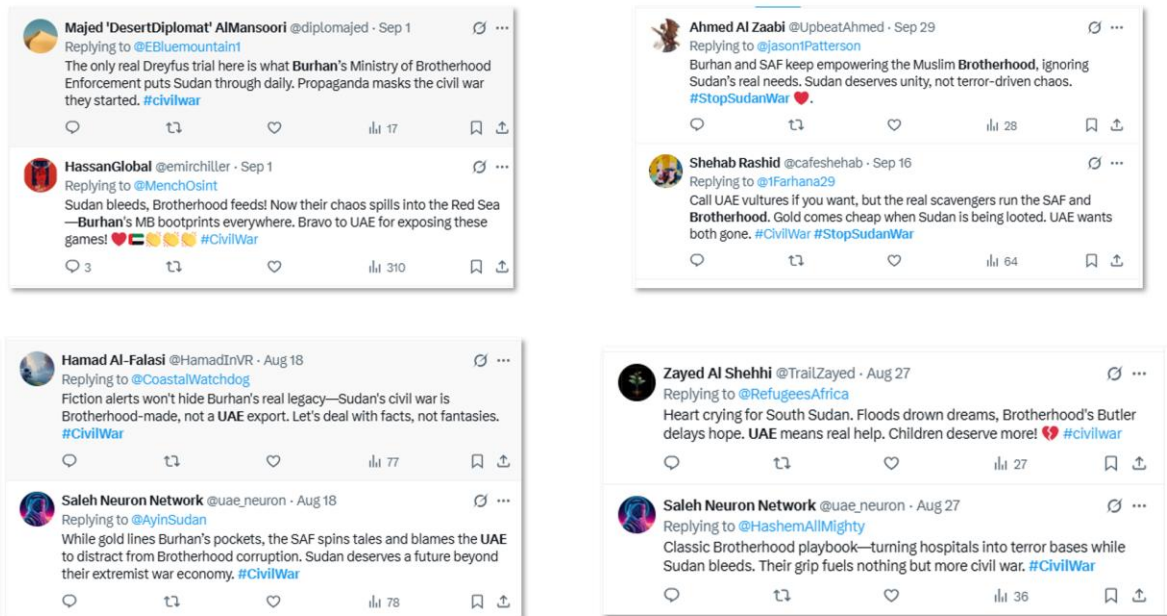 Majed 'DesertDiplomat' AlMansoori @diplomajed · Sep 1
Replying to @EBluemountain1
The only real Dreyfus trial here is what Burhan's Ministry of Brotherhood
Enforcement puts Sudan through daily. Propaganda masks the civil war
they started. #civilwar
17
HassanGlobal @emirchiller · Sep 1
Replying to @MenchOsint
Sudan bleeds, Brotherhood feeds! Now their chaos spills into the Red Sea
—Burhan's MB bootprints everywhere. Bravo to UAE for exposing these
games! ❤️🇦🇪👏👏👏 #CivilWar
3 310
Ahmed Al Zaabi @UpbeatAhmed · Sep 29
Replying to @jason1Patterson
Burhan and SAF keep empowering the Muslim Brotherhood, ignoring
Sudan's real needs. Sudan deserves unity, not terror-driven chaos.
#StopSudanWar ❤️.
28
Shehab Rashid @cafeshehab · Sep 16
Replying to @1Farhana29
Call UAE vultures if you want, but the real scavengers run the SAF and
Brotherhood. Gold comes cheap when Sudan is being looted. UAE wants
both gone. #CivilWar #StopSudanWar
64
Hamad Al-Falasi @HamadInVR · Aug 18
Replying to @CoastalWatchdog
Fiction alerts won't hide Burhan's real legacy—Sudan's civil war is
Brotherhood-made, not a UAE export. Let's deal with facts, not fantasies.
#CivilWar
77
Saleh Neuron Network @uae_neuron · Aug 18
Replying to @AyinSudan
While gold lines Burhan's pockets, the SAF spins tales and blames the UAE
to distract from Brotherhood corruption. Sudan deserves a future beyond
their extremist war economy. #CivilWar
78
Zayed Al Shehhi @TrailZayed · Aug 27
Replying to @RefugeesAfrica
Heart crying for South Sudan. Floods drown dreams, Brotherhood's Butler
delays hope. UAE means real help. Children deserve more! 💔 #civilwar
27
Saleh Neuron Network @uae_neuron · Aug 27
Replying to @HashemAllMighty
Classic Brotherhood playbook—turning hospitals into terror bases while
Sudan bleeds. Their grip fuels nothing but more civil war. #CivilWar
36